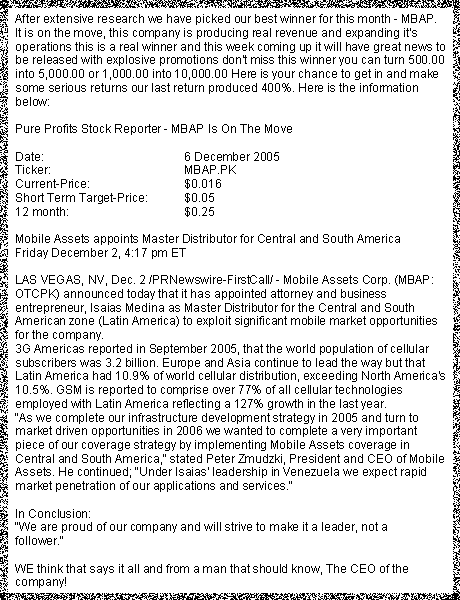 After extensive research we have picked our best winner for this month - MBAP.
It is on the move, this company is producing real revenue and expanding it's
operations this is a real winner and this week coming up it will have great news to
be released with explosive promotions don't miss this winner you can turn 500.00
into 5,000.00 or 1,000.00 into 10,000.00 Here is your chance to get in and make
some serious returns our last return produced 400%. Here is the information
below:
Pure Profits Stock Reporter - MBAP Is On The Move
Date: 6 December 2005
Ticker: MBAP.PK
Current-Price: $0.016
Short Term Target-Price: $0.05
12 month: $0.25
Mobile Assets appoints Master Distributor for Central and South America
Friday December 2, 4:17 pm ET
LAS VEGAS, NV, Dec. 2 /PRNewswire-FirstCall/ - Mobile Assets Corp. (MBAP:
OTCPK) announced today that it has appointed attorney and business
entrepreneur, Isaias Medina as Master Distributor for the Central and South
American zone (Latin America) to exploit significant mobile market opportunities
for the company.
3G Americas reported in September 2005, that the world population of cellular
subscribers was 3.2 billion. Europe and Asia continue to lead the way but that
Latin America had 10.9% of world cellular distribution, exceeding North America's
10.5%. GSM is reported to comprise over 77% of all cellular technologies
employed with Latin America reflecting a 127% growth in the last year.
"As we complete our infrastructure development strategy in 2005 and turn to
market driven opportunities in 2006 we wanted to complete a very important
piece of our coverage strategy by implementing Mobile Assets coverage in
Central and South America," stated Peter Zmudzki, President and CEO of Mobile
Assets. He continued; "Under Isaias' leadership in Venezuela we expect rapid
market penetration of our applications and services."
In Conclusion:
"We are proud of our company and will strive to make it a leader, not a
follower."
WE think that says it all and from a man that should know, The CEO of the
company!